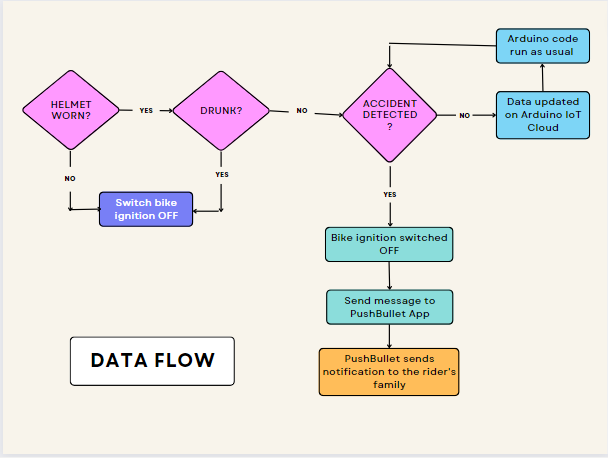 Arduino code
run as usual
HELMET
WORN?
YES
DRUNK?
NO
ACCIDENT
DETECTED
?
NO
Data updated
on Arduino IoT
Cloud
NO
YES
YES
Switch bike
ignition OFF
Bike ignition switched
OFF
Send message to
PushBullet App
DATA FLOW
PushBullet sends
notification to the rider's
family